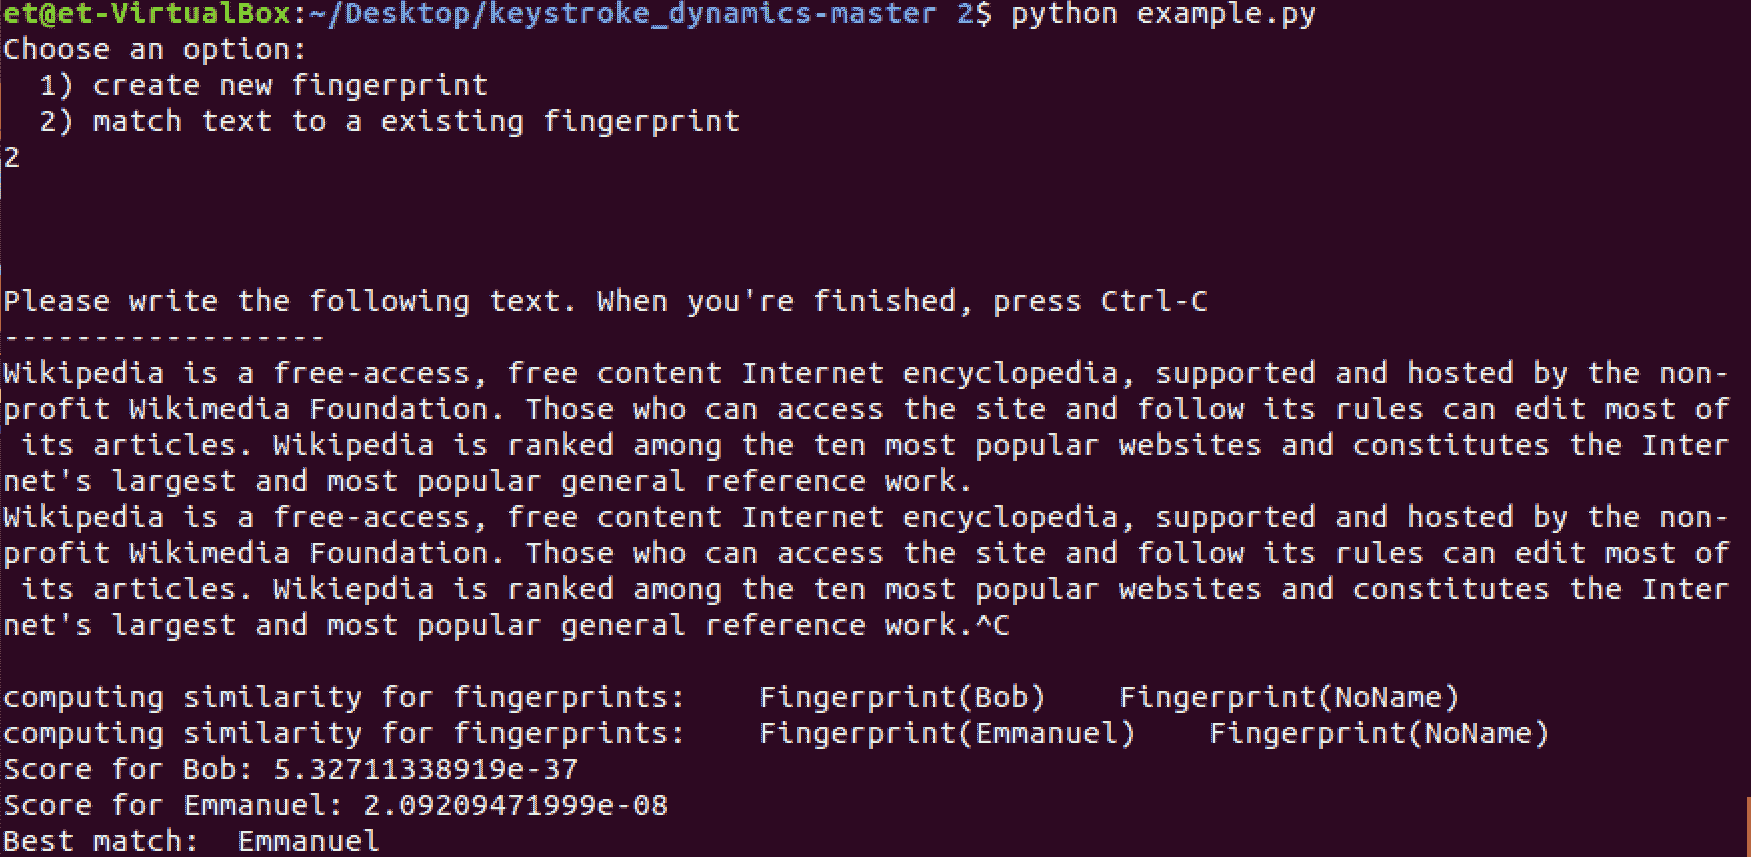 et@et-VirtualBox:~/Desktop/keystroke_dynamics-master 2$ python example.py
Choose an option:
  1) create new fingerprint
  2) match text to a existing fingerprint
2
Please write the following text. When you're finished, press Ctrl-C
------------------
Wikipedia is a free-access, free content Internet encyclopedia, supported and hosted by the non-
profit Wikimedia Foundation. Those who can access the site and follow its rules can edit most of
 its articles. Wikipedia is ranked among the ten most popular websites and constitutes the Inter
net's largest and most popular general reference work.
Wikipedia is a free-access, free content Internet encyclopedia, supported and hosted by the non-
profit Wikimedia Foundation. Those who can access the site and follow its rules can edit most of
 its articles. Wikiepdia is ranked among the ten most popular websites and constitutes the Inter
net's largest and most popular general reference work.^C
computing similarity for fingerprints:    Fingerprint(Bob)    Fingerprint(NoName)
computing similarity for fingerprints:    Fingerprint(Emmanuel)    Fingerprint(NoName)
Score for Bob: 5.32711338919e-37
Score for Emmanuel: 2.09209471999e-08
Best match:  Emmanuel